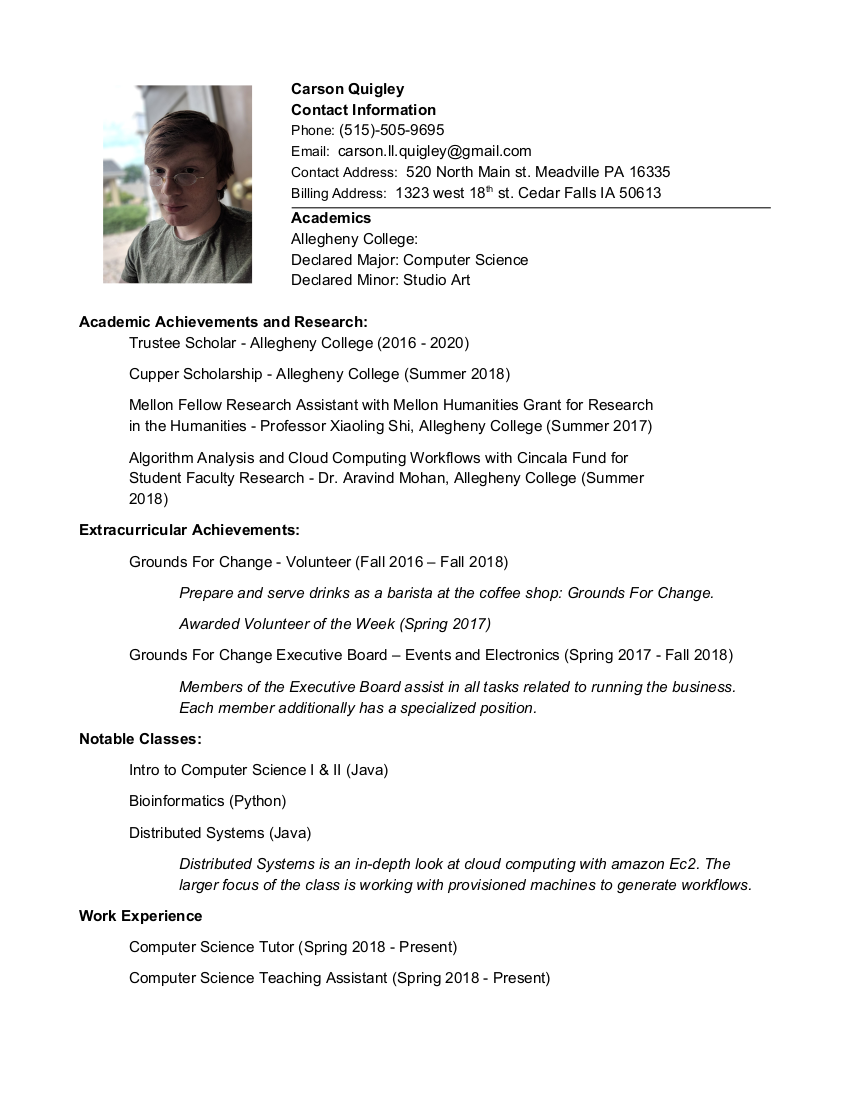 Carson Quigley
Contact Information
Phone: (515)-505-9695
Email: carson.ll.quigley@gmail.com
Contact Address: 520 North Main st. Meadville PA 16335
Billing Address: 1323 west 18th st. Cedar Falls IA 50613
Academics
Allegheny College:
Declared Major: Computer Science
Declared Minor: Studio Art
Academic Achievements and Research:
Trustee Scholar - Allegheny College (2016 - 2020)
Cupper Scholarship - Allegheny College (Summer 2018)
Mellon Fellow Research Assistant with Mellon Humanities Grant for Research
in the Humanities - Professor Xiaoling Shi, Allegheny College (Summer 2017)
Algorithm Analysis and Cloud Computing Workflows with Cincala Fund for
Student Faculty Research - Dr. Aravind Mohan, Allegheny College (Summer
2018)
Extracurricular Achievements:
Grounds For Change - Volunteer (Fall 2016 – Fall 2018)
Prepare and serve drinks as a barista at the coffee shop: Grounds For Change.
Awarded Volunteer of the Week (Spring 2017)
Grounds For Change Executive Board – Events and Electronics (Spring 2017 - Fall 2018)
Members of the Executive Board assist in all tasks related to running the business.
Each member additionally has a specialized position.
Notable Classes:
Intro to Computer Science I & II (Java)
Bioinformatics (Python)
Distributed Systems (Java)
Distributed Systems is an in-depth look at cloud computing with amazon Ec2. The
larger focus of the class is working with provisioned machines to generate workflows.
Work Experience
Computer Science Tutor (Spring 2018 - Present)
Computer Science Teaching Assistant (Spring 2018 - Present)